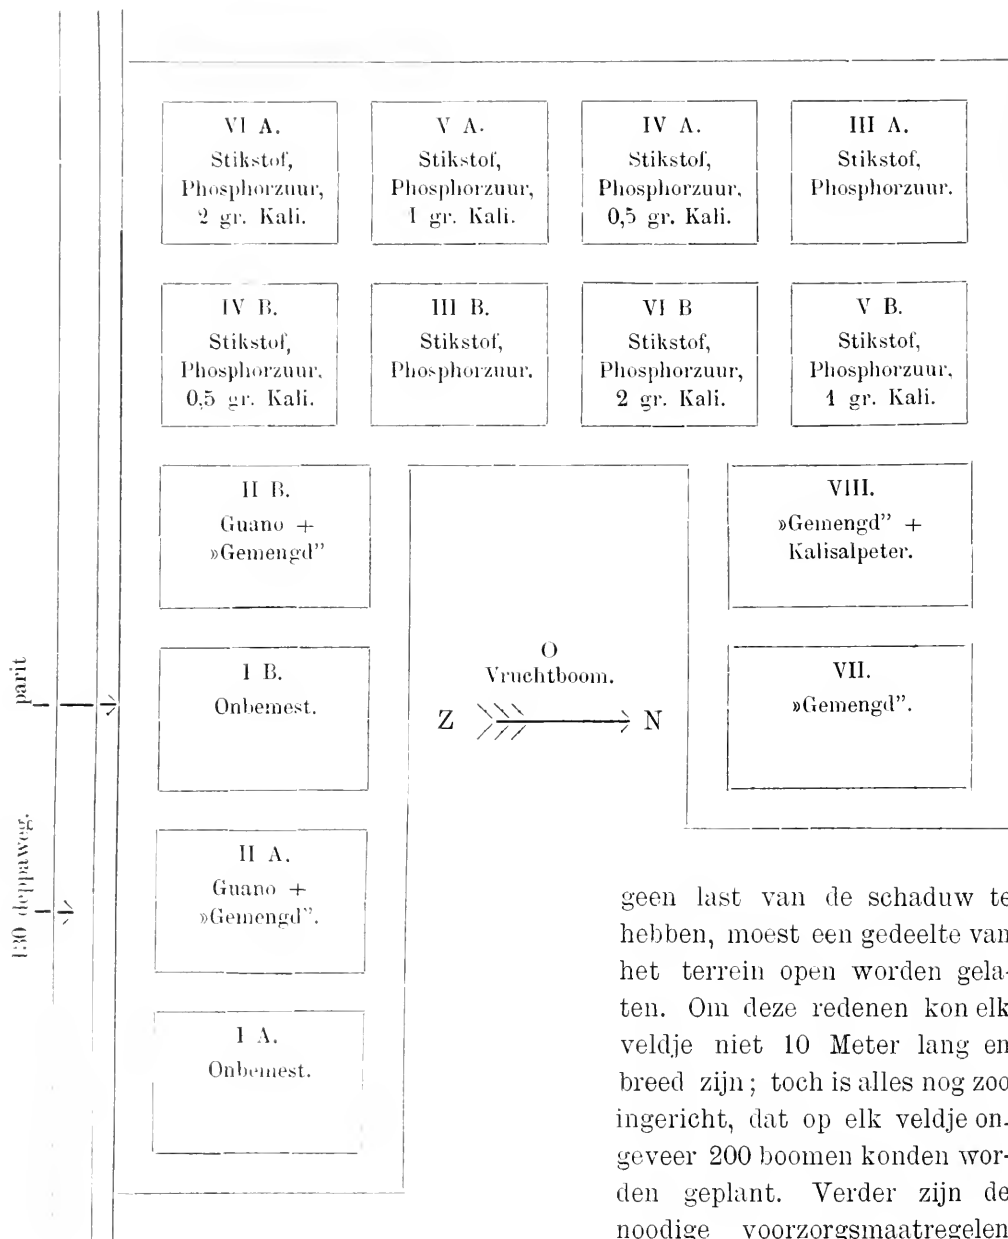 VI A.
Stikstof,
Phosphorzuur,
2 gr. Kali.
V A.
Stikstof,
Phosphorzuur,
1 gr. Kali.
IV A.
Stikstof,
Phosphorzuur,
0,5 gr. Kali.
III A.
Stikstof,
Phosphorzuur.
IV B.
Stikstof,
Phosphorzuur,
0,5 gr. Kali.
III B.
Stikstof,
Phosphorzuur.
VI B
Stikstof,
Phosphorzuur,
2 gr. Kali.
V B.
Stikstof,
Phosphorzuur,
1 gr. Kali.
II B.
Guano +
»Gemengd”
VIII.
»Gemengd” +
Kalisalpeter.
parit
I B.
Onbemest.
O
Vruchtboom.
Z N
VII.
»Gemengd”.
130 deppaweg.
II A.
Guano +
»Gemengd”.
I A.
Onbemest.
geen last van de schaduw te
hebben, moest een gedeelte van
het terrein open worden gela-
ten. Om deze redenen kon elk
veldje niet 10 Meter lang en
breed zijn; toch is alles nog zoo
ingericht, dat op elk veldje on-
geveer 200 boomen konden wor-
den geplant. Verder zijn de
noodige voorzorgsmaatregelen